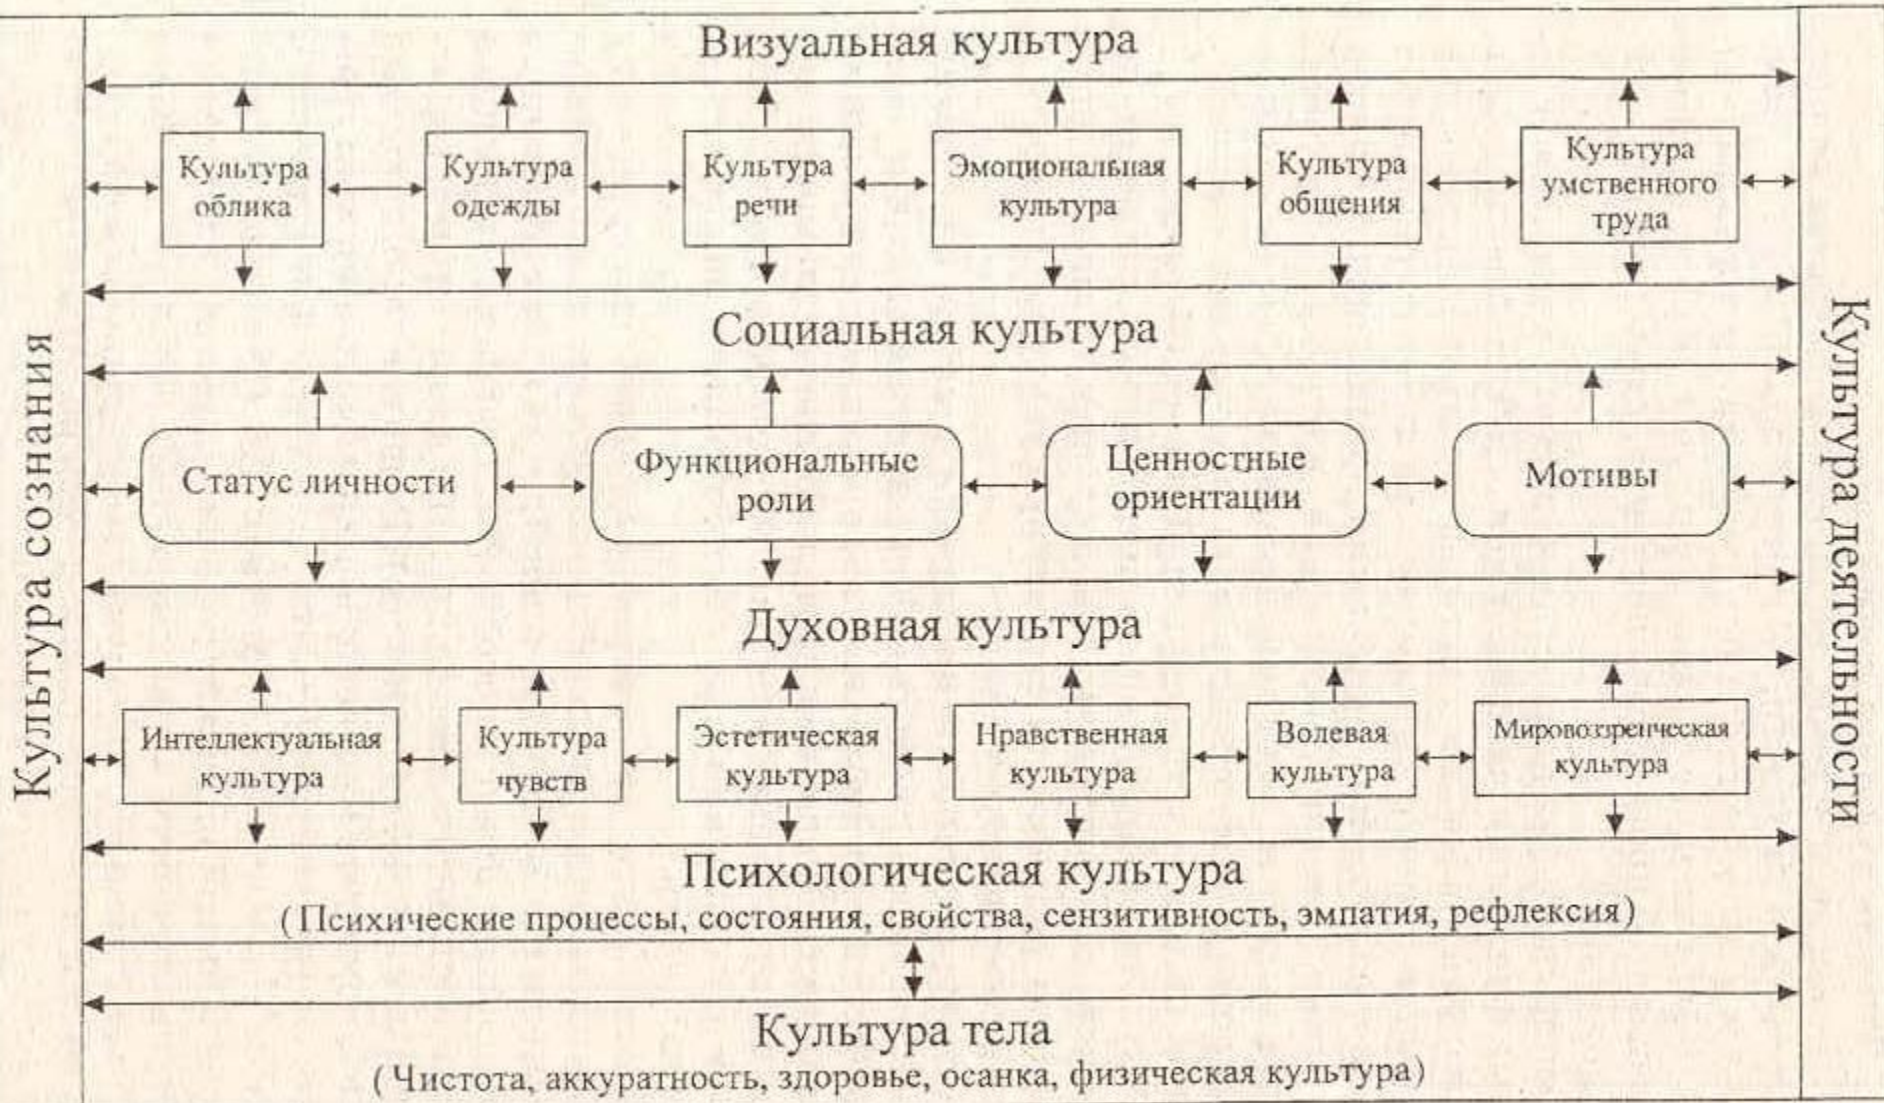 Визуальная культура
Культура
облика
Культура
одежды
Культура
речи
Эмоциональная
культура
Культура
общения
Культура
умственного
труда
Социальная культура
Статус личности
Функциональные
роли
Ценностные
ориентации
Мотивы
Духовная культура
Интеллектуальная
культура
Культура
чувств
Эстетическая
культура
Нравственная
культура
Волевая
культура
Мировоззренческая
культура
Психологическая культура
(Психические процессы, состояния, свойства, сензитивность, эмпатия, рефлексия)
Культура тела
(Чистота, аккуратность, здоровье, осанка, физическая культура)
Культура сознания
Культура деятельности